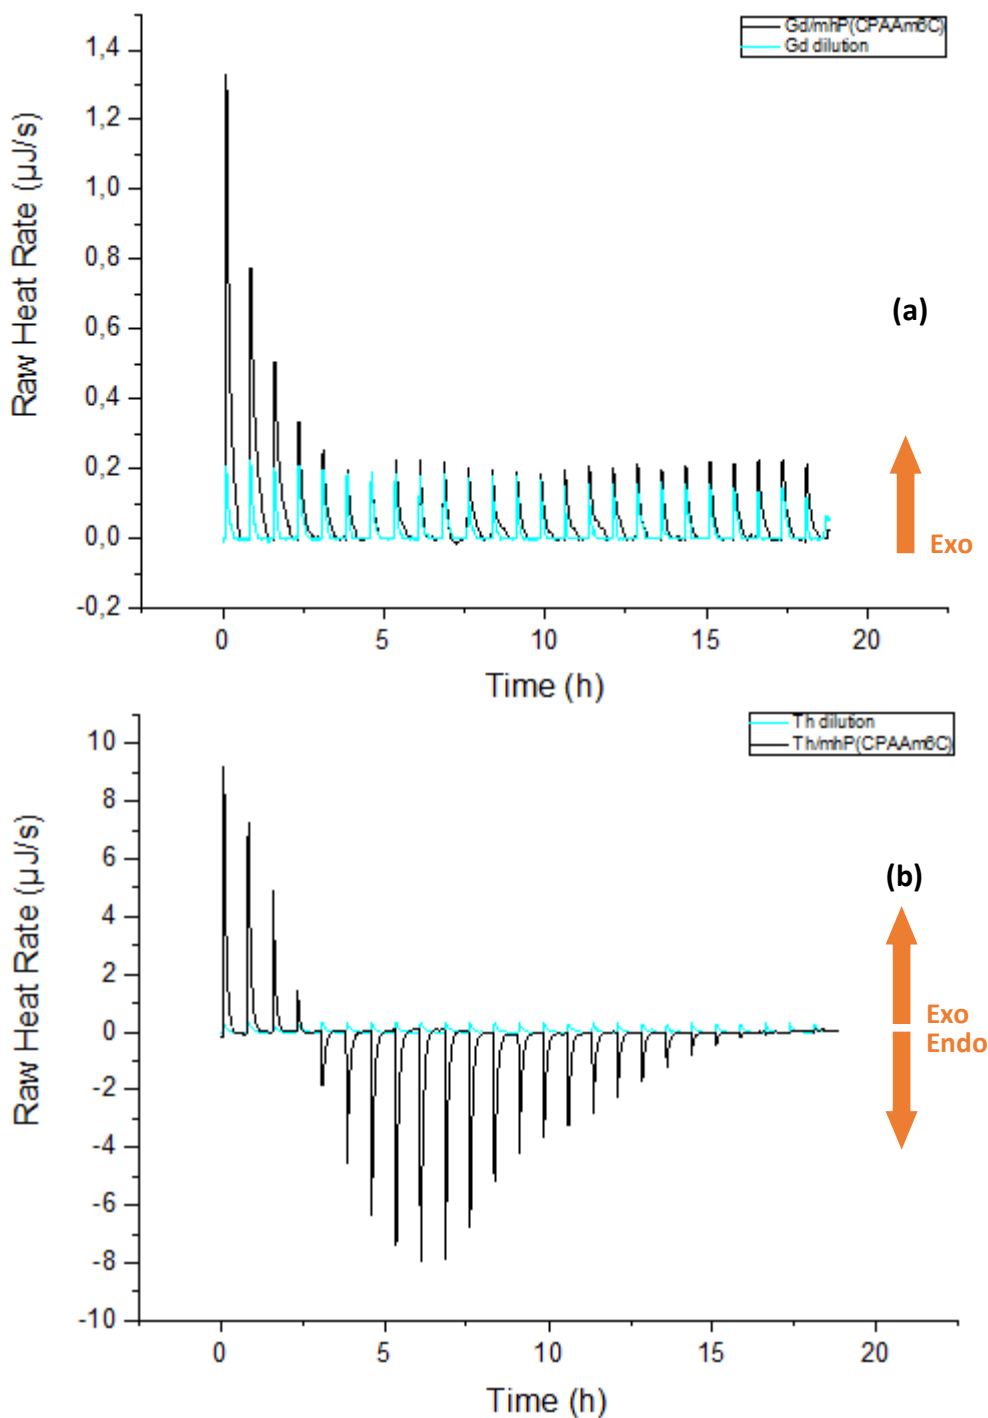 Gd/mhP(CPAAm6C)
Gd dilution
1,4
1,2
1,0
0,8
0,6
0,4
0,2
0,0
-0,2
Raw Heat Rate (µJ/s)
(a)
Exo
0
5
10
15
20
Time (h)
Th dilution
Th/mhP(CPAAm6C)
10
8
6
4
2
0
-2
-4
-6
-8
-10
Raw Heat Rate (µJ/s)
(b)
Exo
Endo
0
5
10
15
20
Time (h)